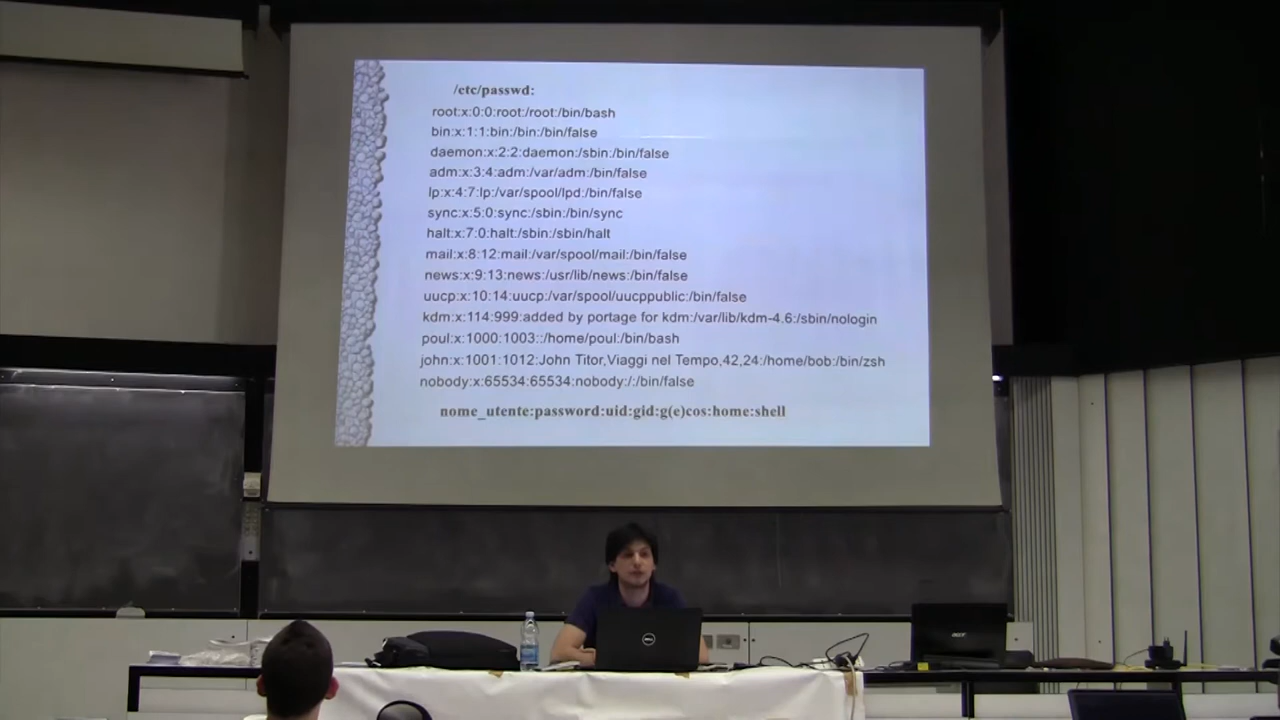 /etc/passwd:
root:x:0:0:root:/root:/bin/bash
bin:x:1:1:bin:/bin:/bin/false
daemon:x:2:2:daemon:/sbin:/bin/false
adm:x:3:4:adm:/var/adm:/bin/false
lp:x:4:7:lp:/var/spool/lpd:/bin/false
sync:x:5:0:sync:/sbin:/bin/sync
halt:x:7:0:halt:/sbin:/sbin/halt
mail:x:8:12:mail:/var/spool/mail:/bin/false
news:x:9:13:news:/usr/lib/news:/bin/false
uucp:x:10:14:uucp:/var/spool/uucppublic:/bin/false
kdm:x:114:999:added by portage for kdm:/var/lib/kdm-4.6:/sbin/nologin
poul:x:1000:1003::/home/poul:/bin/bash
john:x:1001:1012:John Titor,Viaggi nel Tempo,42,24:/home/bob:/bin/zsh
nobody:x:65534:65534:nobody:/:/bin/false
nome_utente:password:uid:gid:g(e)cos:home:shell
DELL
acer